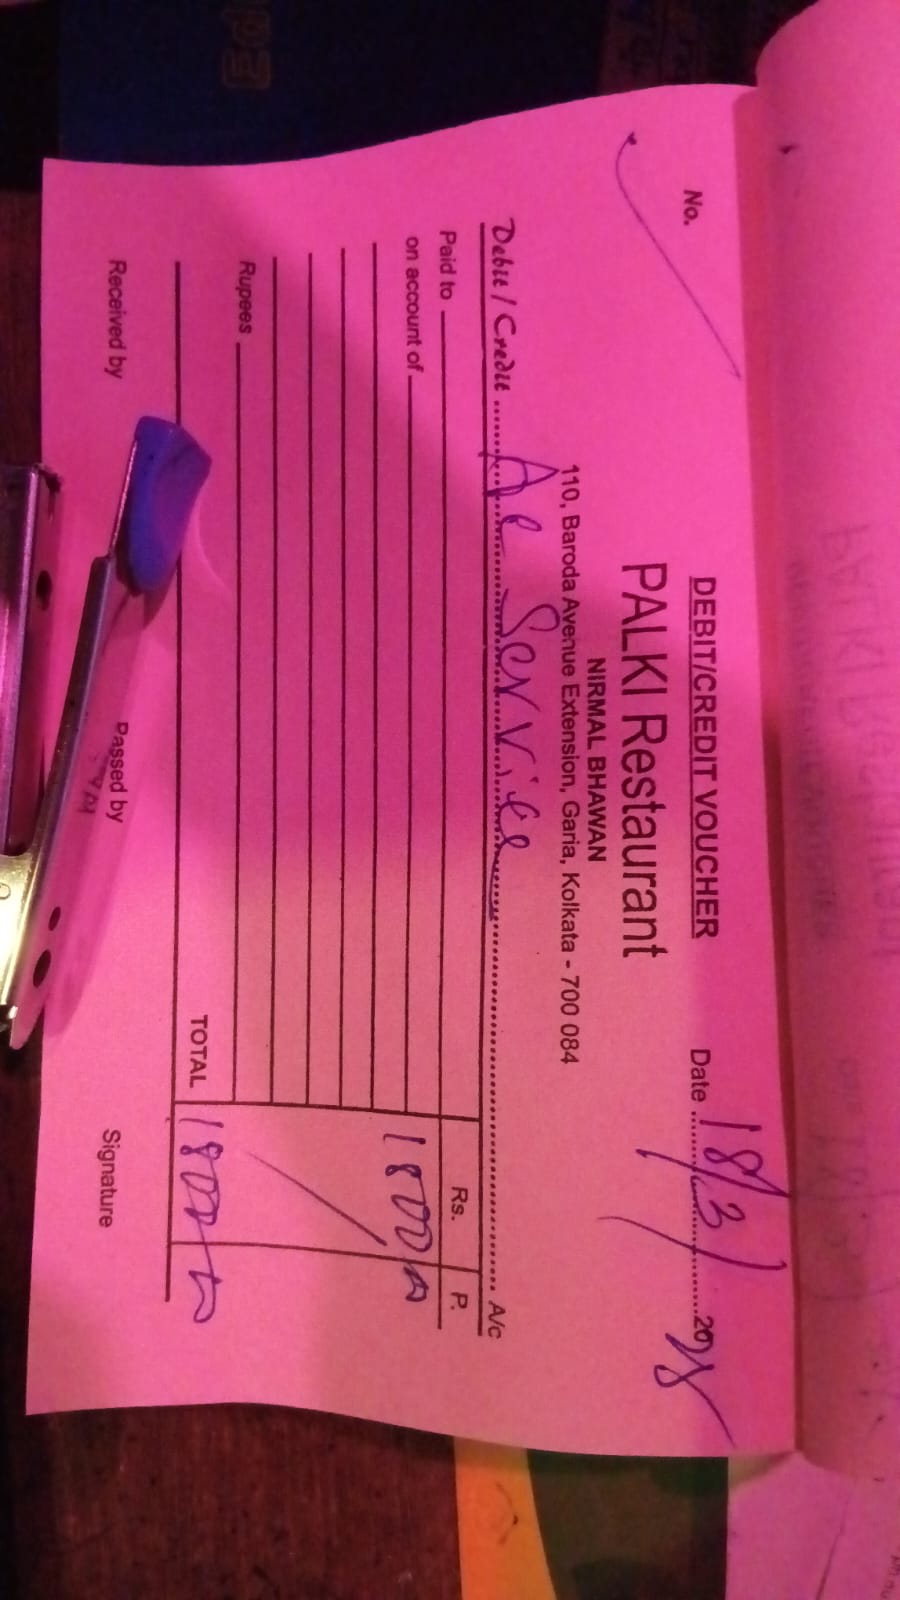 DEBIT/CREDIT VOUCHER
No. Date 18/3/ 20
PALKI Restaurant
NIRMAL BHAWAN
110, Baroda Avenue Extension, Garia, Kolkata - 700 084
Debit / Credit Ac Service A/c
Paid to Rs. P.
on account of 1800
Rupees
TOTAL 1800
Received by Passed by Signature